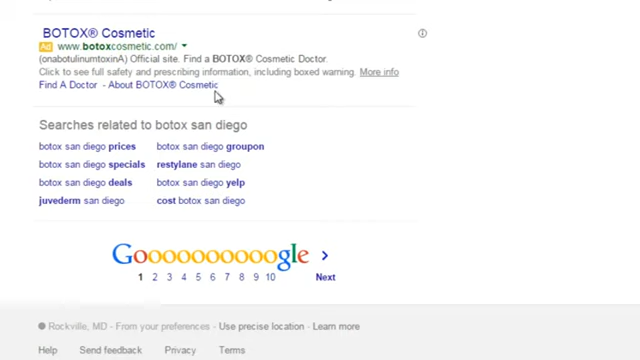 BOTOX® Cosmetic
Ad www.botoxcosmetic.com/
(onabotulinumtoxinA) Official site. Find a BOTOX® Cosmetic Doctor.
Click to see full safety and prescribing information, including boxed warning. More info
Find A Doctor - About BOTOX® Cosmetic
Searches related to botox san diego
botox san diego prices botox san diego groupon
botox san diego specials restylane san diego
botox san diego deals botox san diego yelp
juvederm san diego cost botox san diego
Goooooooooogle >
1 2 3 4 5 6 7 8 9 10 Next
Rockville, MD - From your preferences - Use precise location - Learn more
Help Send feedback Privacy Terms